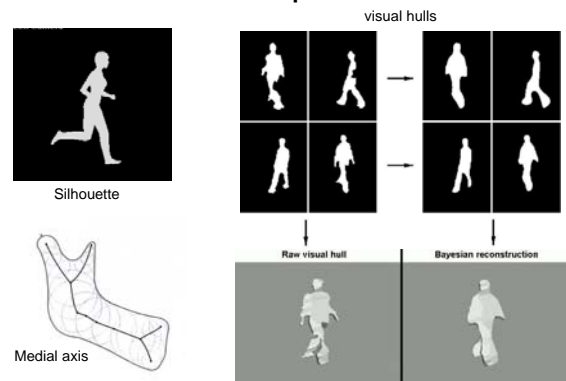 visual hulls
Silhouette
Medial axis
Raw visual hull
Bayesian reconstruction